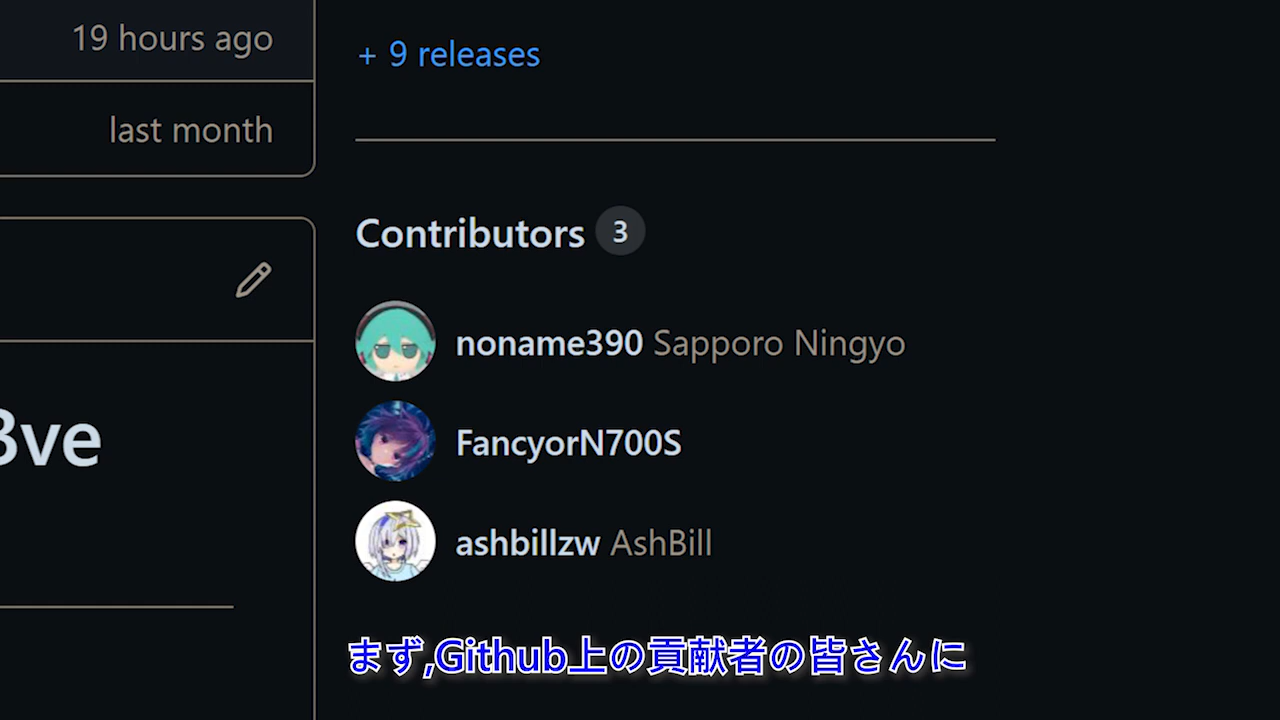 19 hours ago
+ 9 releases
last month
Contributors 3
noname390 Sapporo Ningyo
3ve
FancyorN700S
ashbillzw AshBill
まず,Github上の貢献者の皆さんに